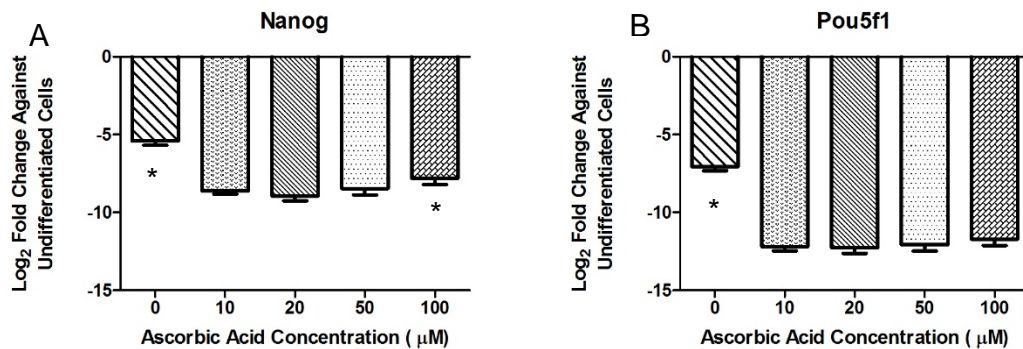 A
Nanog
Log2 Fold Change Against
Undifferentiated Cells
0
-5
-10
-15
*
*
0 10 20 50 100
Ascorbic Acid Concentration ( μM)
B
Pou5f1
Log2 Fold Change Against
Undifferentiated Cells
0
-5
-10
-15
*
0 10 20 50 100
Ascorbic Acid Concentration ( μM)